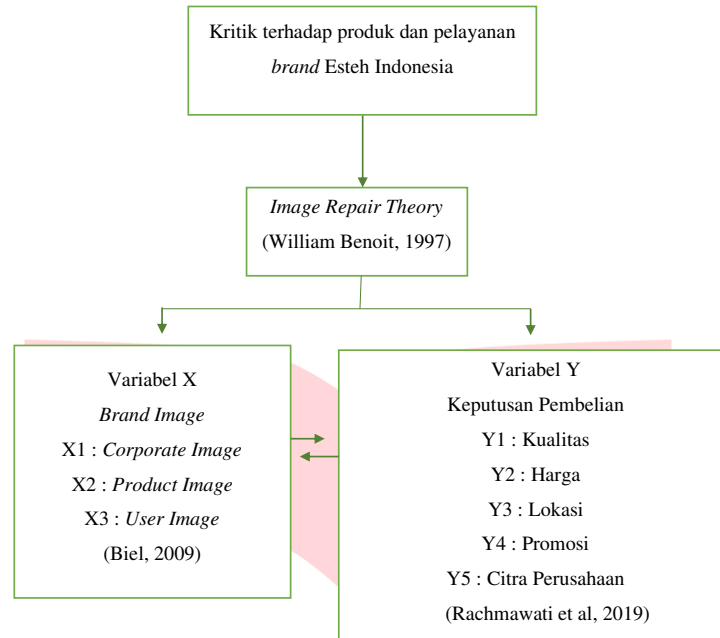 Kritik terhadap produk dan pelayanan
brand Esteh Indonesia
Image Repair Theory
(William Benoit, 1997)
Variabel X
Brand Image
X1 : Corporate Image
X2 : Product Image
X3 : User Image
(Biel, 2009)
Variabel Y
Keputusan Pembelian
Y1 : Kualitas
Y2 : Harga
Y3 : Lokasi
Y4 : Promosi
Y5 : Citra Perusahaan
(Rachmawati et al, 2019)